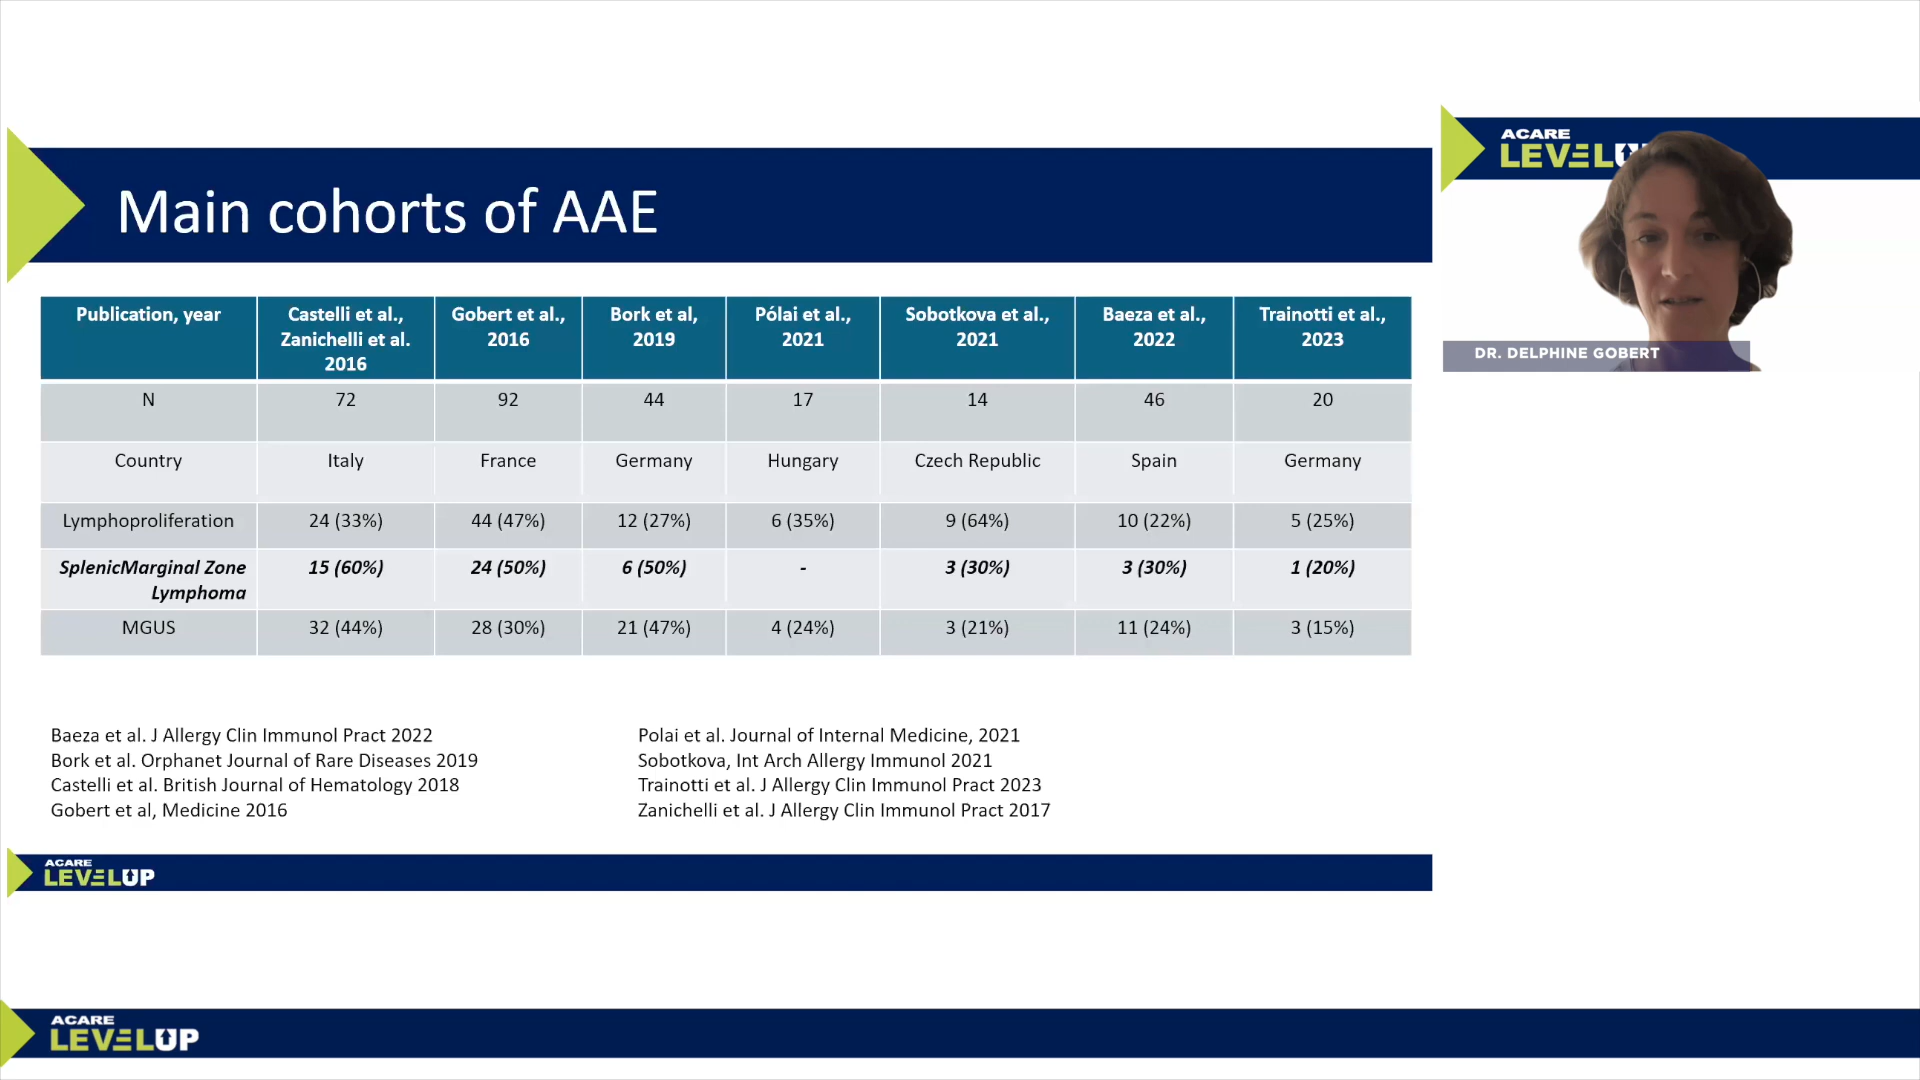 ACARE
LEVELU
Main cohorts of AAE
DR. DELPHINE GOBERT
Publication, year
Castelli et al.,
Zanichelli et al.
2016
Gobert et al.,
2016
Bork et al,
2019
Pólai et al.,
2021
Sobotkova et al.,
2021
Baeza et al.,
2022
Trainotti et al.,
2023
N 72 92 44 17 14 46 20
Country Italy France Germany Hungary Czech Republic Spain Germany
Lymphoproliferation 24 (33%) 44 (47%) 12 (27%) 6 (35%) 9 (64%) 10 (22%) 5 (25%)
SplenicMarginal Zone
Lymphoma
15 (60%) 24 (50%) 6 (50%) - 3 (30%) 3 (30%) 1 (20%)
MGUS 32 (44%) 28 (30%) 21 (47%) 4 (24%) 3 (21%) 11 (24%) 3 (15%)
Baeza et al. J Allergy Clin Immunol Pract 2022
Bork et al. Orphanet Journal of Rare Diseases 2019
Castelli et al. British Journal of Hematology 2018
Gobert et al, Medicine 2016
Polai et al. Journal of Internal Medicine, 2021
Sobotkova, Int Arch Allergy Immunol 2021
Trainotti et al. J Allergy Clin Immunol Pract 2023
Zanichelli et al. J Allergy Clin Immunol Pract 2017
ACARE
LEVELUP
ACARE
LEVELUP